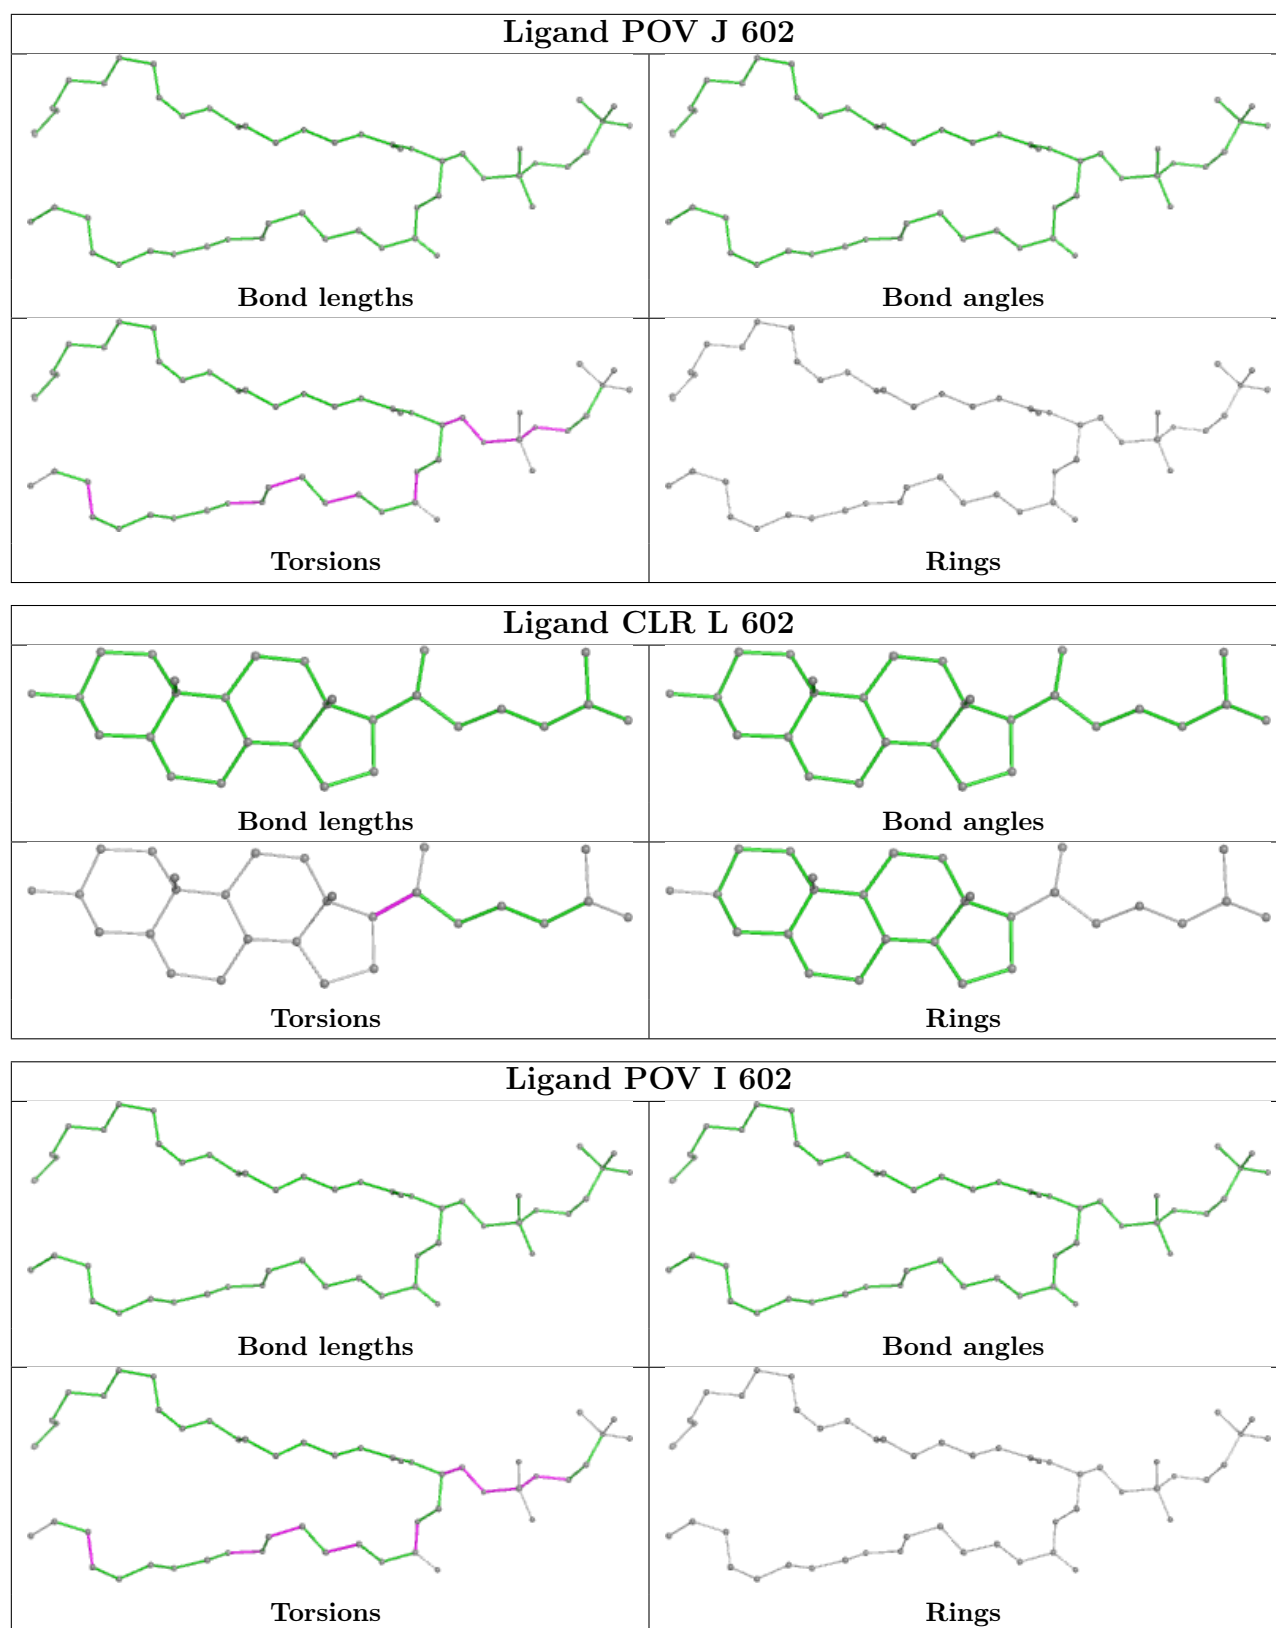 Ligand POV J 602
Bond lengths
Bond angles
Torsions
Rings
Ligand CLR L 602
Bond lengths
Bond angles
Torsions
Rings
Ligand POV I 602
Bond lengths
Bond angles
Torsions
Rings